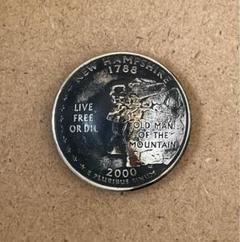 NEW HAMPSHIRE
1788
LIVE
FREE
OR DIE
OLD MAN
OF THE
MOUNTAIN
2000
E PLURIBUS UNUM